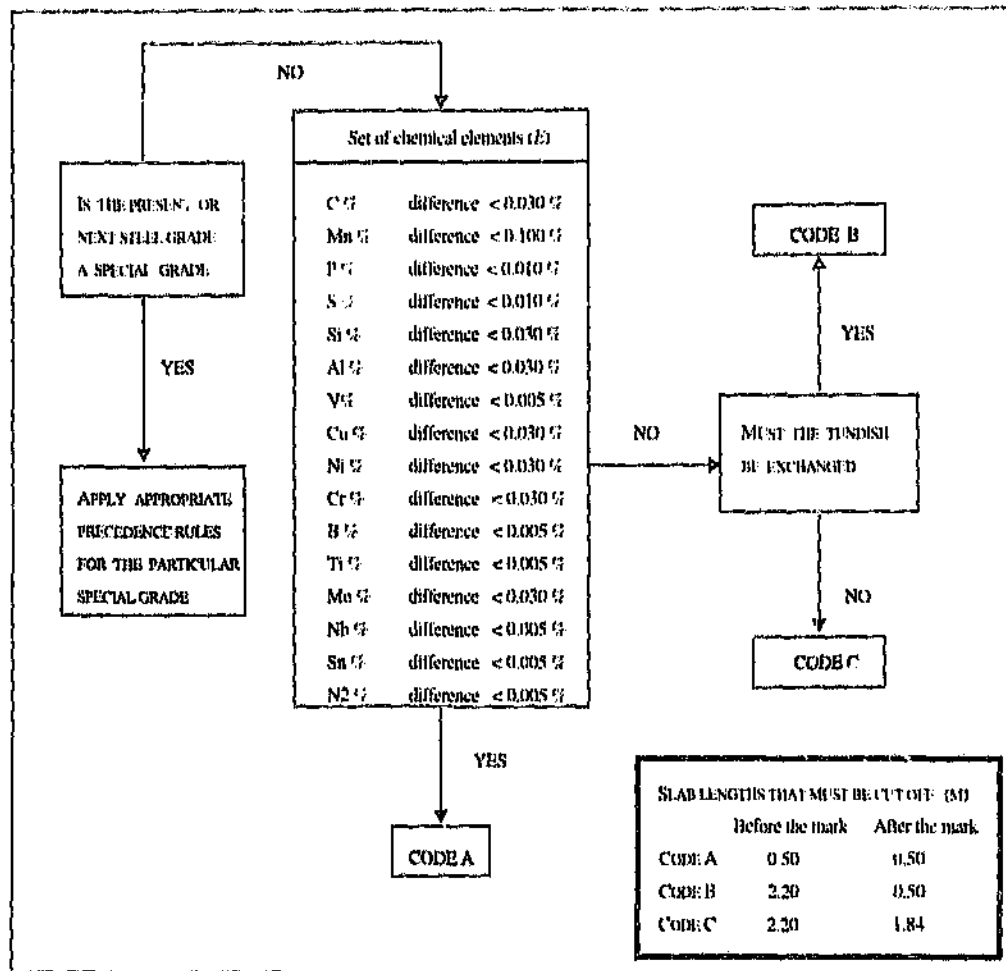 NO
Set of chemical elements (E)
IS THE PRESENT OR
NEXT STEEL GRADE
A SPECIAL GRADE
C % difference < 0.030 %
Mn % difference < 0.100 %
P % difference < 0.010 %
S % difference < 0.010 %
Si % difference < 0.030 %
Al % difference < 0.030 %
V % difference < 0.005 %
Cu % difference < 0.030 %
Ni % difference < 0.030 %
Cr % difference < 0.030 %
B % difference < 0.005 %
Ti % difference < 0.005 %
Mo % difference < 0.030 %
Nb % difference < 0.005 %
Sn % difference < 0.005 %
N2 % difference < 0.005 %
YES
APPLY APPROPRIATE
PRECEDENCE RULES
FOR THE PARTICULAR
SPECIAL GRADE
YES
CODE A
NO
MUST THE TUNDISH
BE EXCHANGED
YES
CODE B
NO
CODE C
SLAB LENGTHS THAT MUST BE CUT OFF (M)
Before the mark After the mark
CODE A 0.50 0.50
CODE B 2.20 0.50
CODE C 2.20 1.84